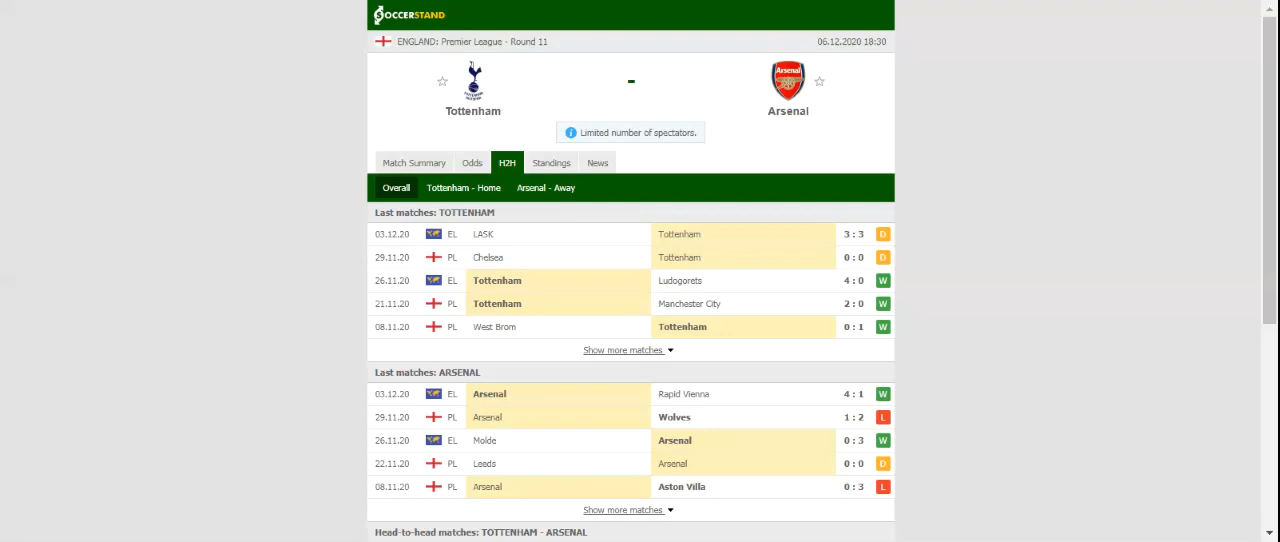 SOCCERSTAND
ENGLAND: Premier League - Round 11 06.12.2020 18:30
-
Arsenal
Tottenham Arsenal
Limited number of spectators.
Match Summary Odds H2H Standings News
Overall Tottenham - Home Arsenal - Away
Last matches: TOTTENHAM
03.12.20 EL LASK Tottenham 3 : 3 D
29.11.20 PL Chelsea Tottenham 0 : 0 D
26.11.20 EL Tottenham Ludogorets 4 : 0 W
21.11.20 PL Tottenham Manchester City 2 : 0 W
08.11.20 PL West Brom Tottenham 0 : 1 W
Show more matches
Last matches: ARSENAL
03.12.20 EL Arsenal Rapid Vienna 4 : 1 W
29.11.20 PL Arsenal Wolves 1 : 2 L
26.11.20 EL Molde Arsenal 0 : 3 W
22.11.20 PL Leeds Arsenal 0 : 0 D
08.11.20 PL Arsenal Aston Villa 0 : 3 L
Show more matches
Head-to-head matches: TOTTENHAM - ARSENAL